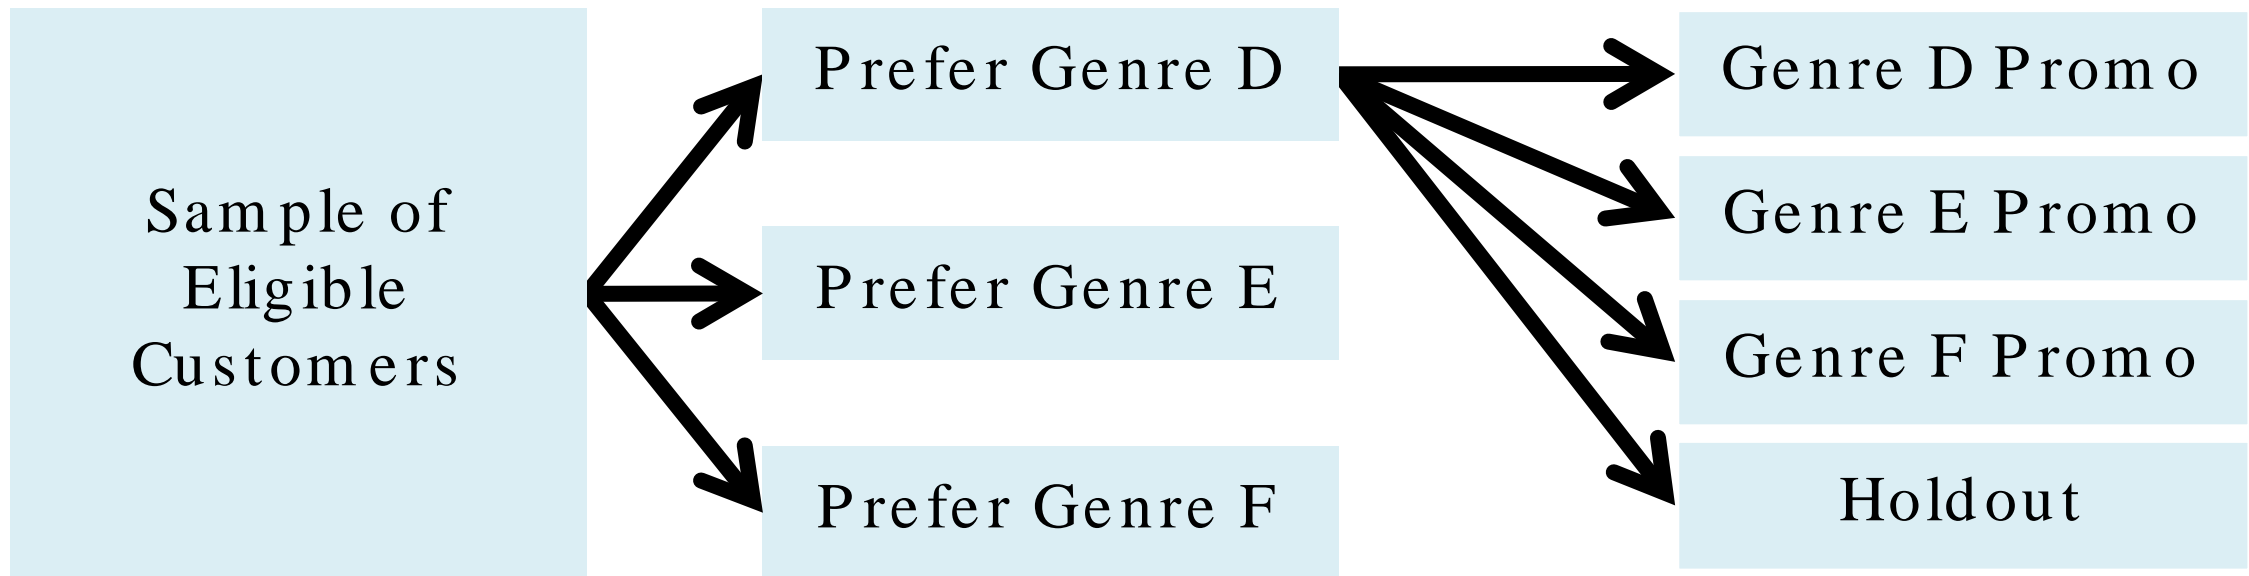 Sample of
Eligible
Customers
Prefer Genre D
Prefer Genre E
Prefer Genre F
Genre D Promo
Genre E Promo
Genre F Promo
Holdout